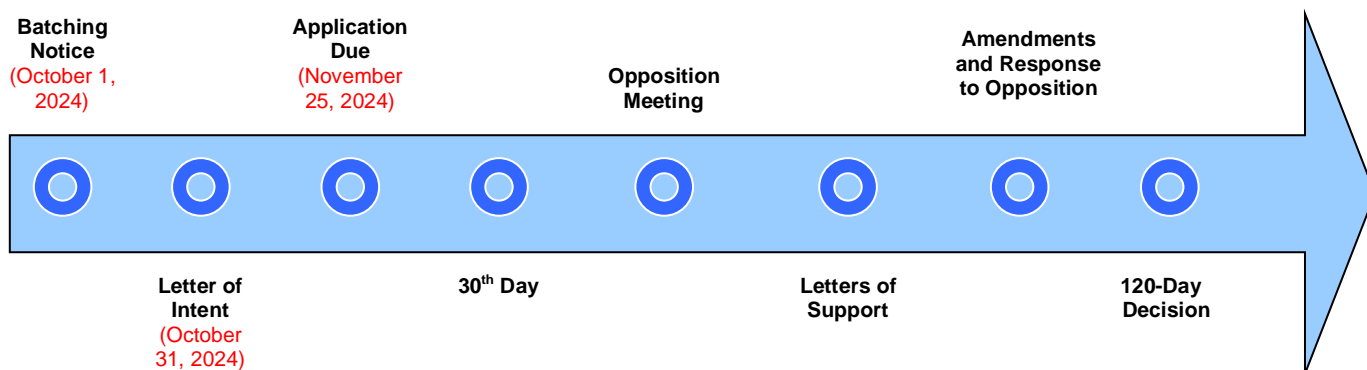 Batching
Notice
(October 1,
2024)
Letter of
Intent
(October
31, 2024)
Application
Due
(November
25, 2024)
30th Day
Opposition
Meeting
Letters of
Support
Amendments
and Response
to Opposition
120-Day
Decision